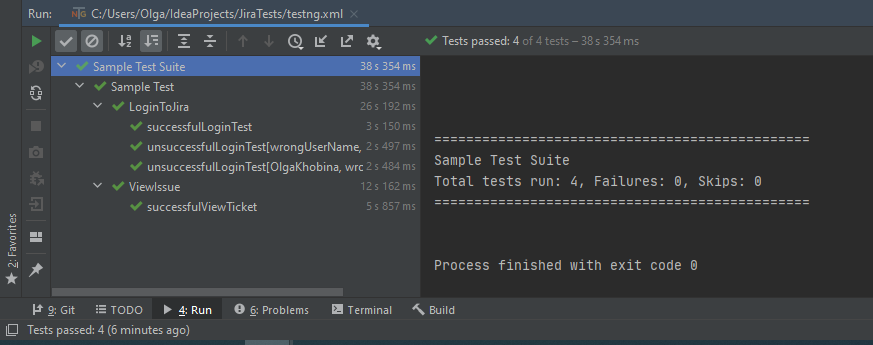 Run: C:/Users/Olga/IdeaProjects/JiraTests/testng.xml
Tests passed: 4 of 4 tests – 38 s 354 ms
Sample Test Suite 38 s 354 ms
Sample Test 38 s 354 ms
LoginToJira 26 s 192 ms
successfulLoginTest 3 s 150 ms
unsuccessfulLoginTest[wrongUserName, 2 s 497 ms
unsuccessfulLoginTest[OlgaKhobina, wro 2 s 484 ms
ViewIssue 12 s 162 ms
successfulViewTicket 5 s 857 ms
===============================================
Sample Test Suite
Total tests run: 4, Failures: 0, Skips: 0
===============================================
Process finished with exit code 0
2: Favorites
9: Git TODO 4: Run 6: Problems Terminal Build
Tests passed: 4 (6 minutes ago)